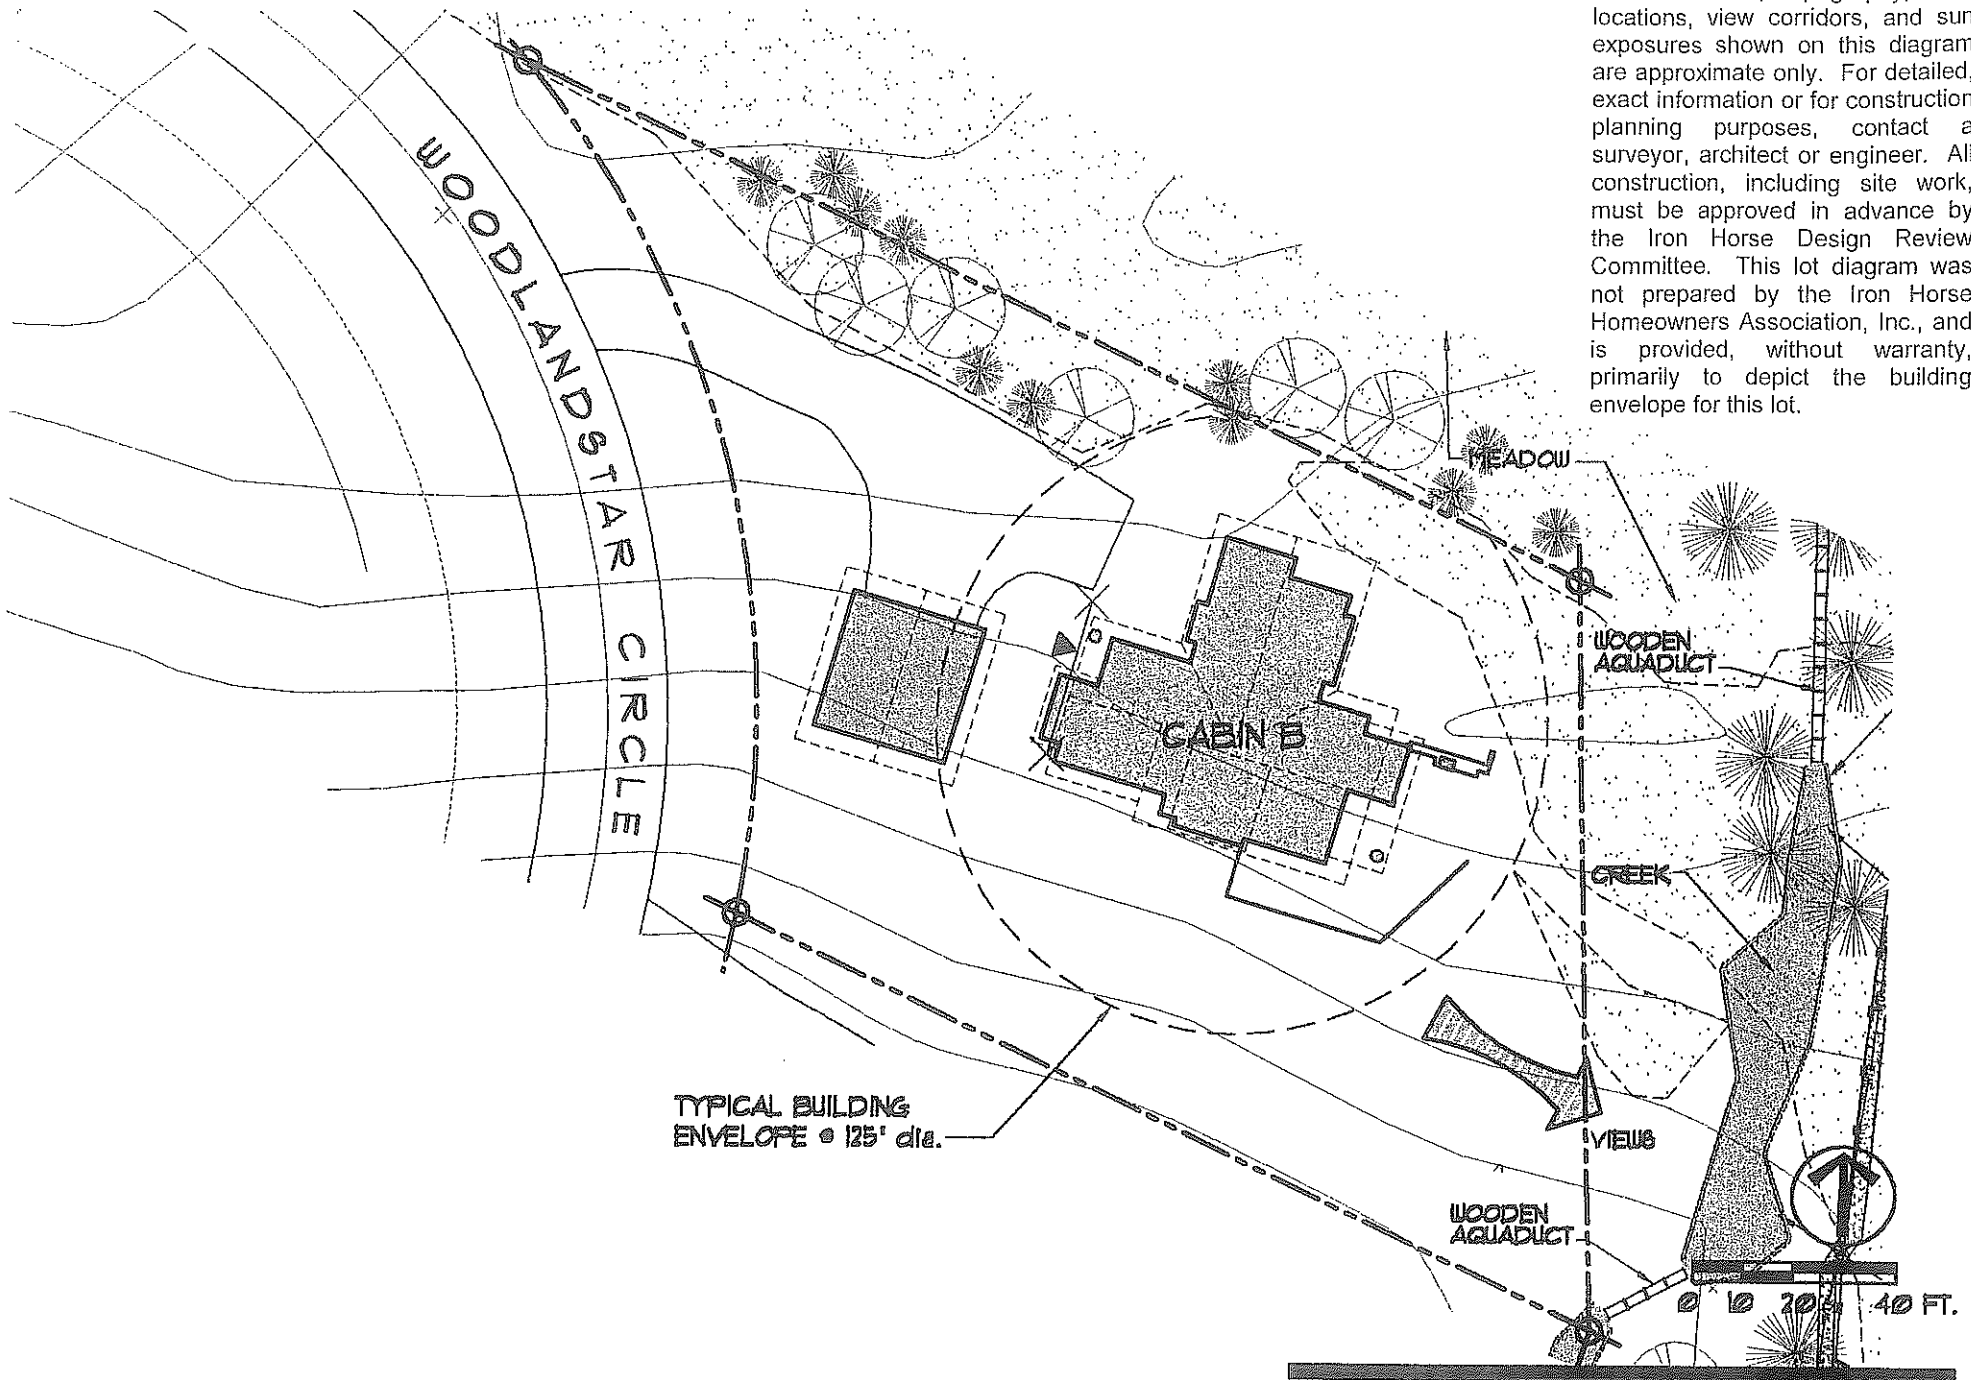 locations, view corridors, and sun
exposures shown on this diagram
are approximate only. For detailed,
exact information or for construction
planning purposes, contact a
surveyor, architect or engineer. All
construction, including site work,
must be approved in advance by
the Iron Horse Design Review
Committee. This lot diagram was
not prepared by the Iron Horse
Homeowners Association, Inc., and
is provided, without warranty,
primarily to depict the building
envelope for this lot.
WOODLANDSTAR CIRCLE
MEADOW
WOODEN
AQUADUCT
CABIN B
CREEK
TYPICAL BUILDING
ENVELOPE @ 125' dia.
VIEWS
WOODEN
AQUADUCT
0 10 20 40 FT.